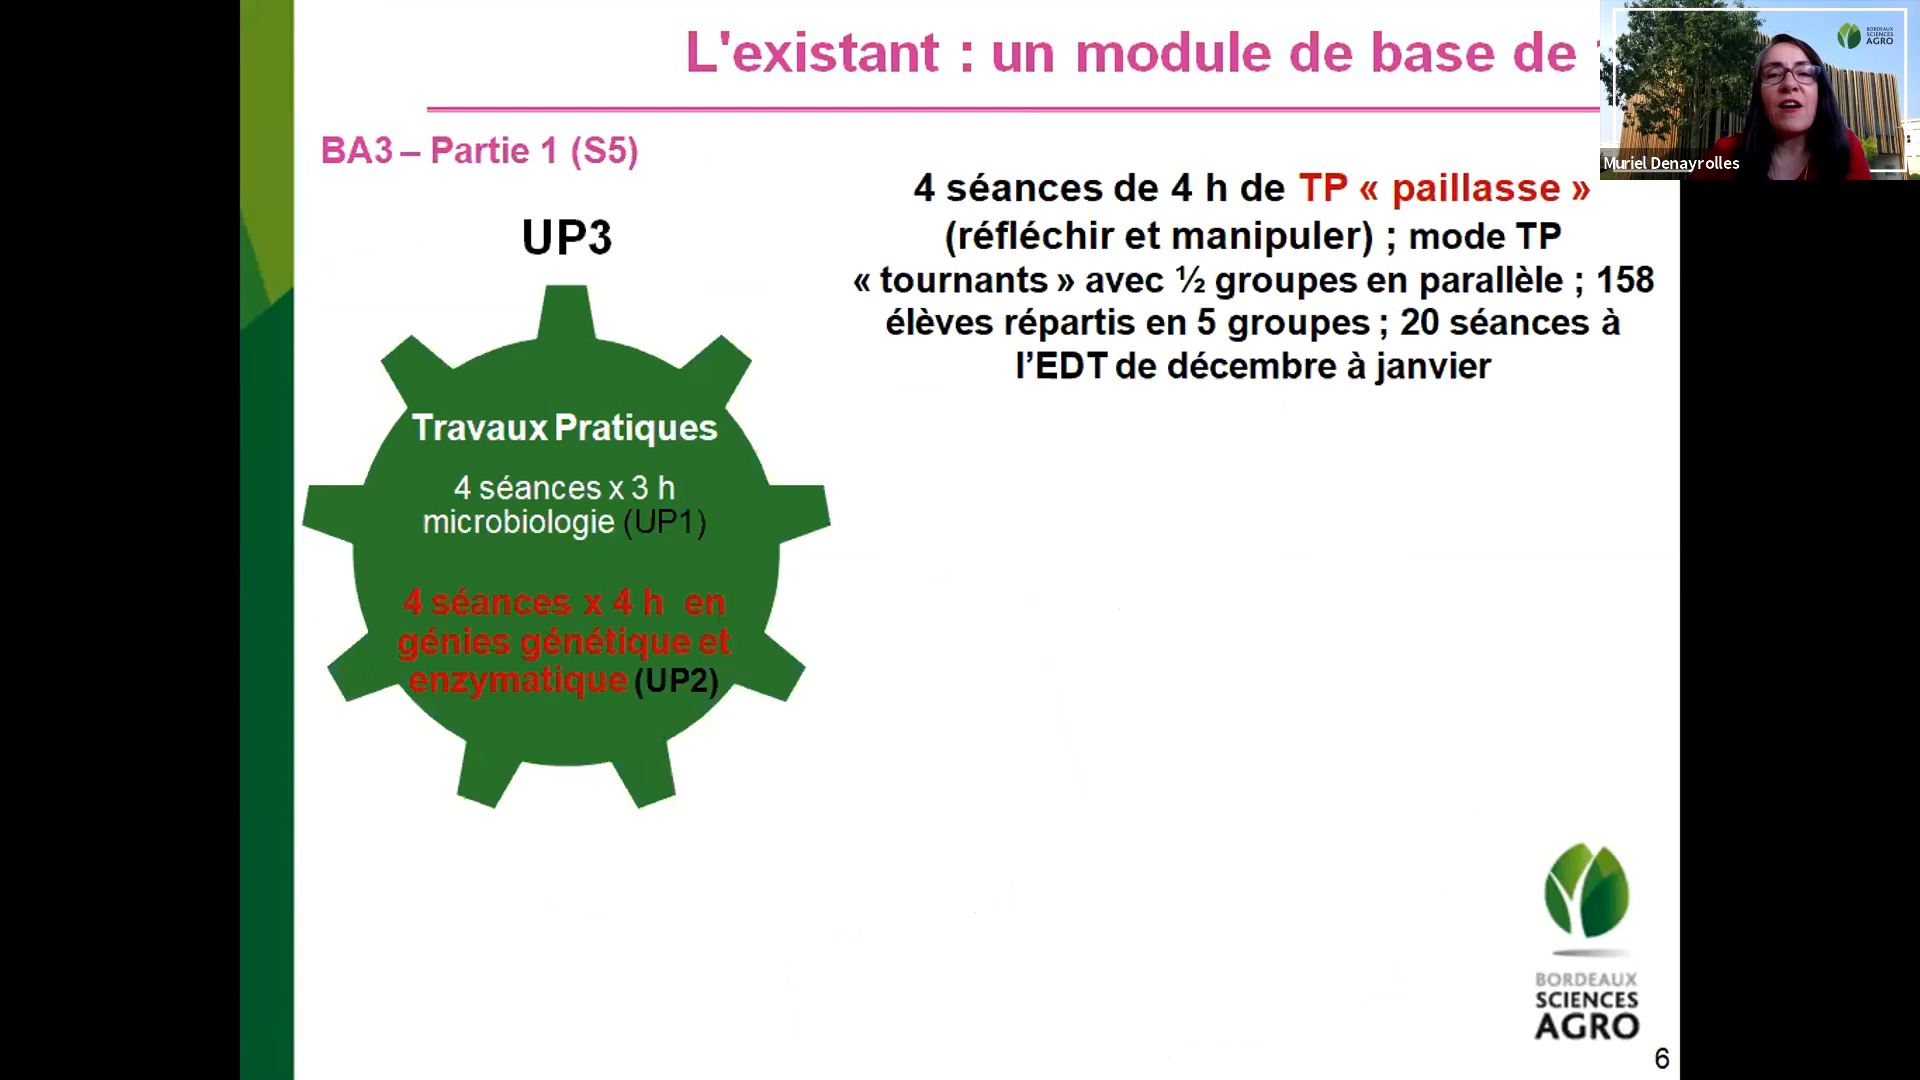 L'existant : un module de base de
BORDEAUX
SCIENCES
AGRO
Muriel Denayrolles
BA3 – Partie 1 (S5)
UP3
4 séances de 4 h de TP « paillasse »
(réfléchir et manipuler) ; mode TP
« tournants » avec ½ groupes en parallèle ; 158
élèves répartis en 5 groupes ; 20 séances à
l’EDT de décembre à janvier
Travaux Pratiques
4 séances x 3 h
microbiologie (UP1)
4 séances x 4 h en
génies génétique et
enzymatique (UP2)
BORDEAUX
SCIENCES
AGRO
6